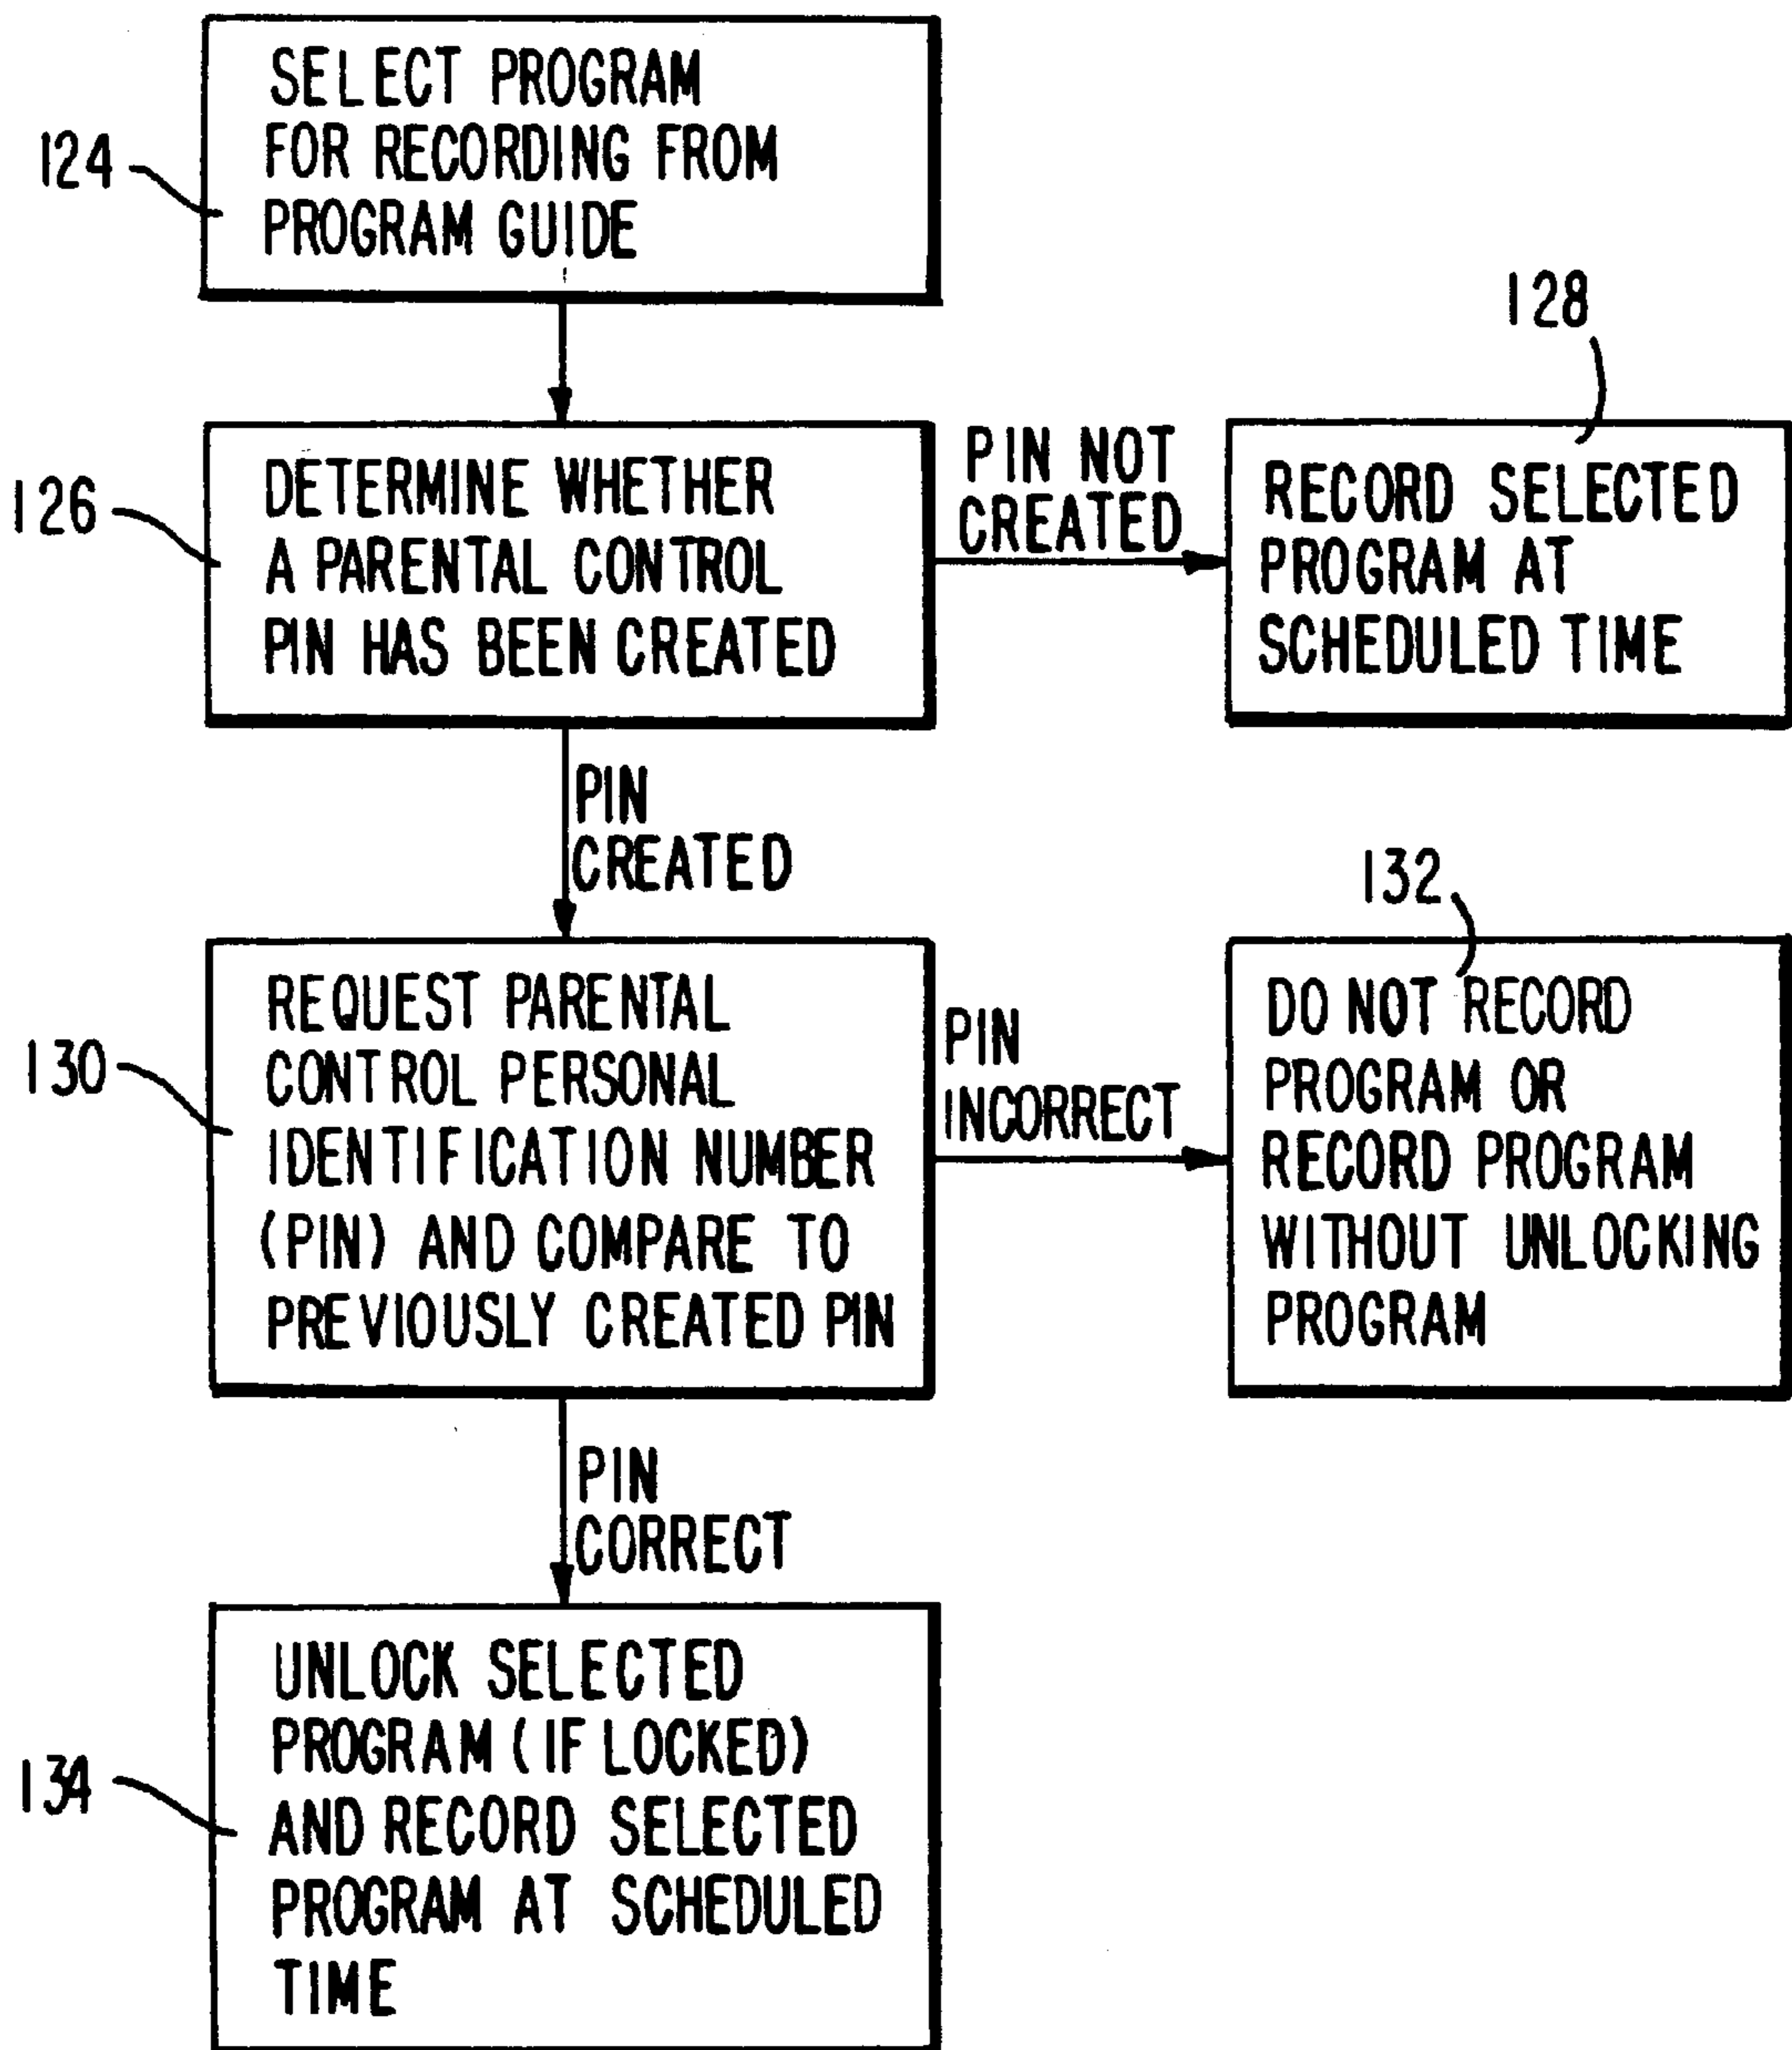 SELECT PROGRAM
FOR RECORDING FROM
PROGRAM GUIDE
124
128
DETERMINE WHETHER
A PARENTAL CONTROL
PIN HAS BEEN CREATED
126
PIN NOT
CREATED
RECORD SELECTED
PROGRAM AT
SCHEDULED TIME
PIN
CREATED
132
REQUEST PARENTAL
CONTROL PERSONAL
IDENTIFICATION NUMBER
(PIN) AND COMPARE TO
PREVIOUSLY CREATED PIN
130
PIN
INCORRECT
DO NOT RECORD
PROGRAM OR
RECORD PROGRAM
WITHOUT UNLOCKING
PROGRAM
PIN
CORRECT
UNLOCK SELECTED
PROGRAM (IF LOCKED)
AND RECORD SELECTED
PROGRAM AT SCHEDULED
TIME
134